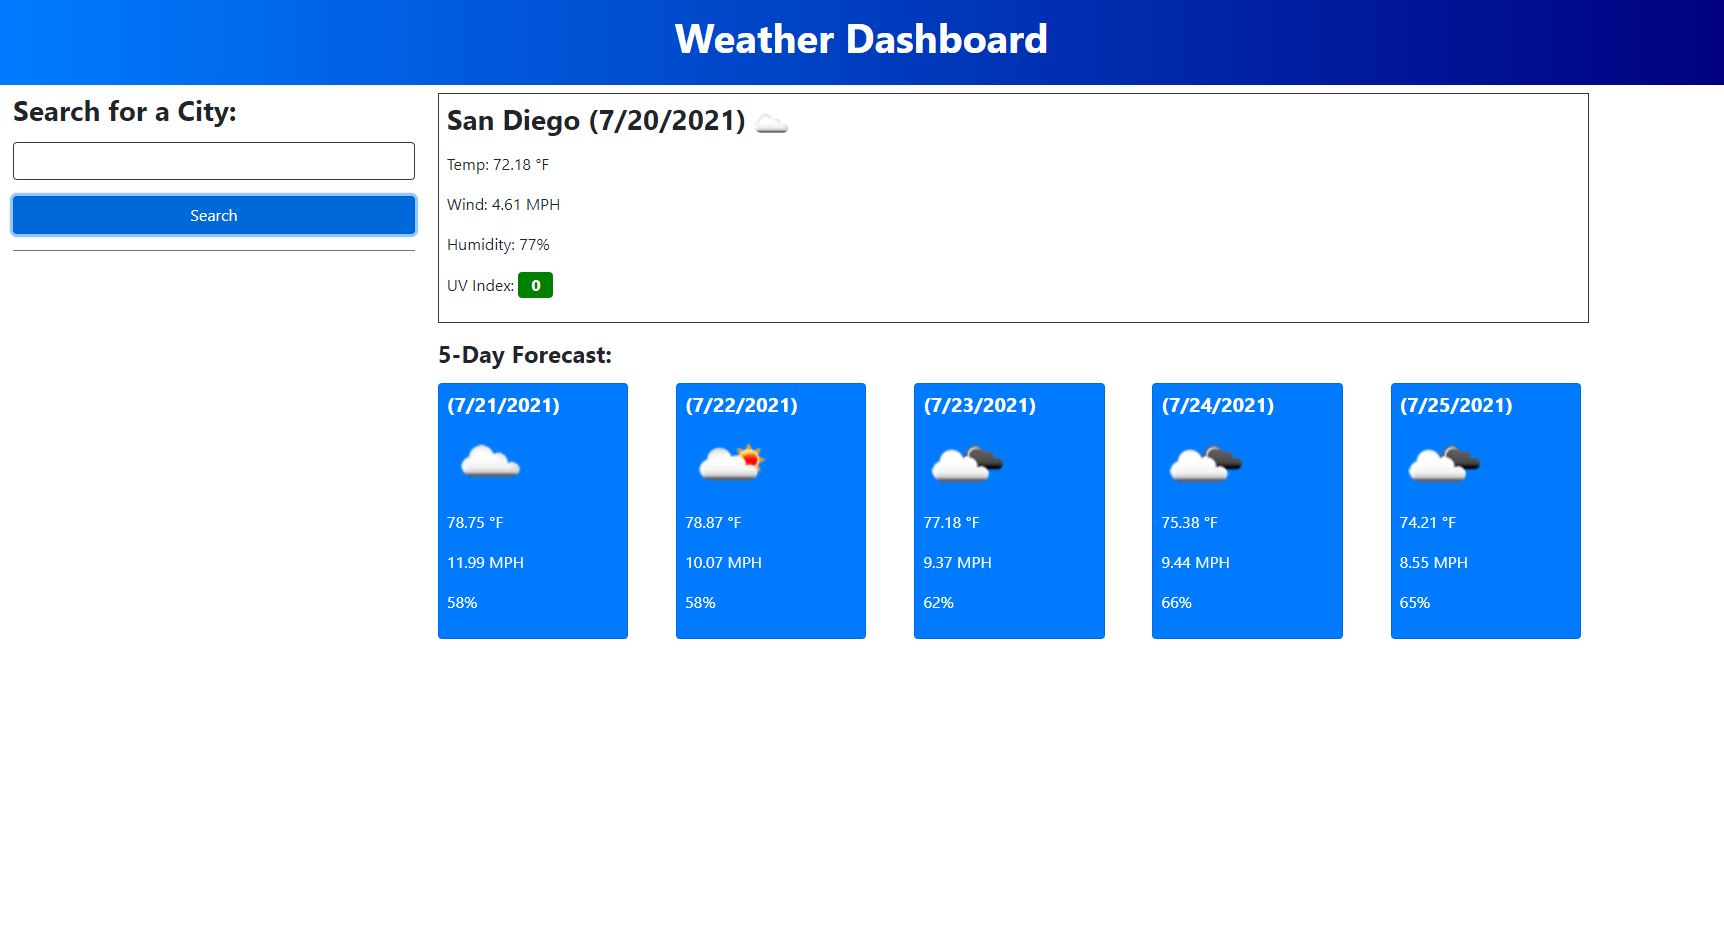 Weather Dashboard
Search for a City:
Search
San Diego (7/20/2021)
Temp: 72.18 °F
Wind: 4.61 MPH
Humidity: 77%
UV Index: 0
5-Day Forecast:
(7/21/2021)
78.75 °F
11.99 MPH
58%
(7/22/2021)
78.87 °F
10.07 MPH
58%
(7/23/2021)
77.18 °F
9.37 MPH
62%
(7/24/2021)
75.38 °F
9.44 MPH
66%
(7/25/2021)
74.21 °F
8.55 MPH
65%